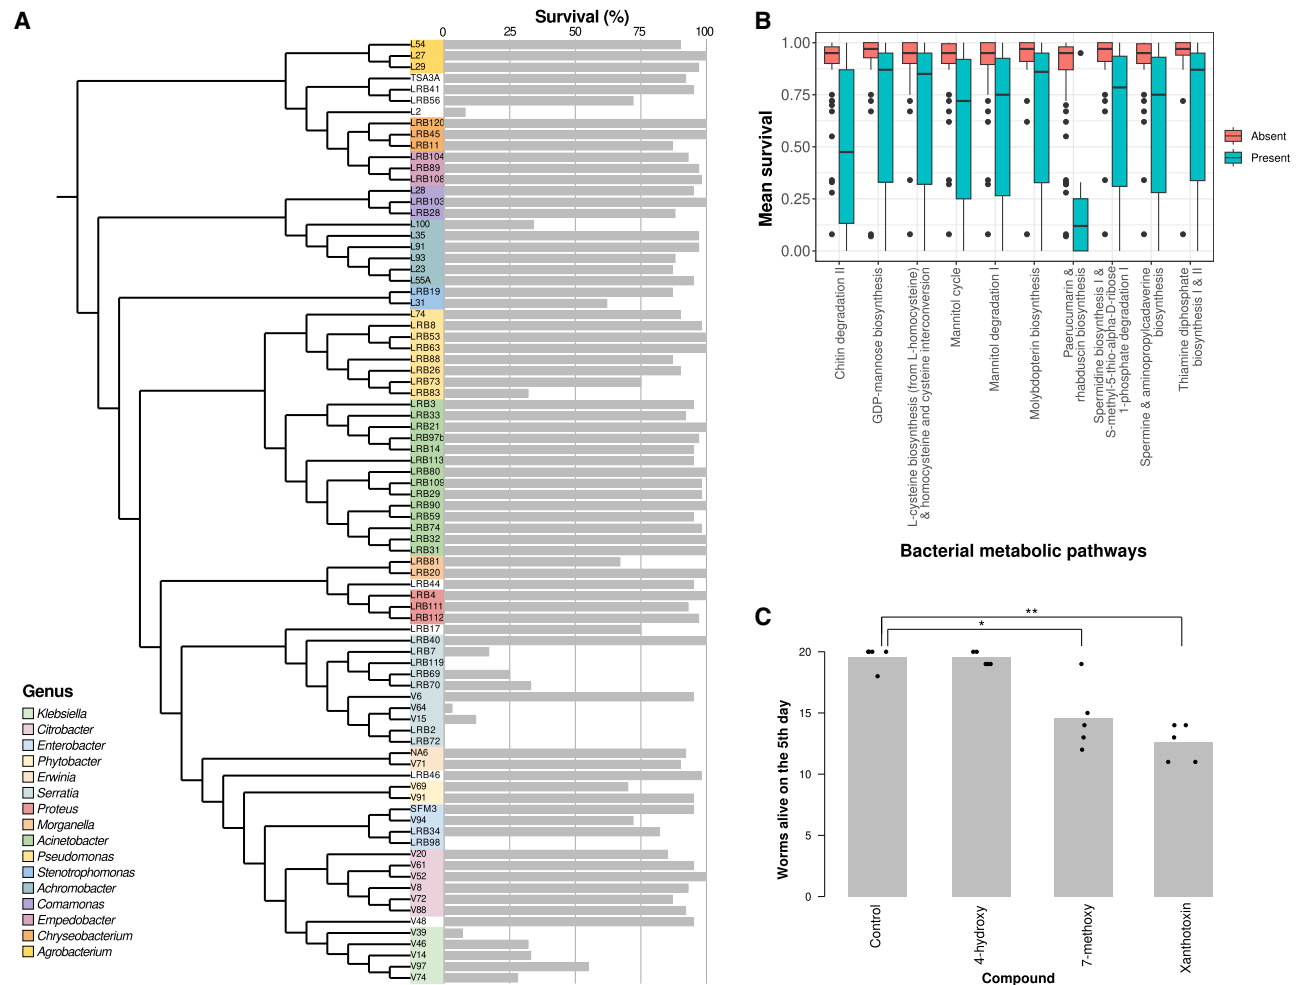 A
Survival (%)
0 25 50 75 100
L54
L27
L29
TSA3A
LRB41
LRB56
L2
LRB120
LRB45
LRB11
LRB104
LRB89
LRB108
L28
LRB103
LRB28
L100
L35
L91
L93
L23
L55A
LRB19
L31
L74
LRB8
LRB53
LRB63
LRB88
LRB26
LRB73
LRB83
LRB3
LRB33
LRB21
LRB97b
LRB14
LRB113
LRB80
LRB109
LRB29
LRB90
LRB59
LRB74
LRB32
LRB31
LRB81
LRB20
LRB44
LRB4
LRB111
LRB112
LRB17
LRB40
LRB7
LRB119
LRB69
LRB70
V6
V64
V15
LRB2
LRB72
NA6
V71
LRB46
V69
V91
SFM3
V94
LRB34
LRB98
V20
V61
V52
V8
V72
V88
V48
V39
V46
V14
V97
V74
0 25 50 75 100
Genus
Klebsiella
Citrobacter
Enterobacter
Phytobacter
Erwinia
Serratia
Proteus
Morganella
Acinetobacter
Pseudomonas
Stenotrophomonas
Achromobacter
Comamonas
Empedobacter
Chryseobacterium
Agrobacterium
B
Mean survival
1.00
0.75
0.50
0.25
0.00
Absent
Present
Chitin degradation II
GDP-mannose biosynthesis
L-cysteine biosynthesis (from L-homocysteine)
& homocysteine and cysteine interconversion
Mannitol cycle
Mannitol degradation I
Molybdopterin biosynthesis
Paerucumarin &
rhabduscin biosynthesis
Spermidine biosynthesis I &
S-methyl-5-thio-alpha-D-ribose
1-phosphate degradation I
Spermine & aminopropylcadaverine
biosynthesis
Thiamine diphosphate
biosynthesis I & II
Bacterial metabolic pathways
C
**
*
Worms alive on the 5th day
20
15
10
5
0
Control
4-hydroxy
7-methoxy
Xanthotoxin
Compound